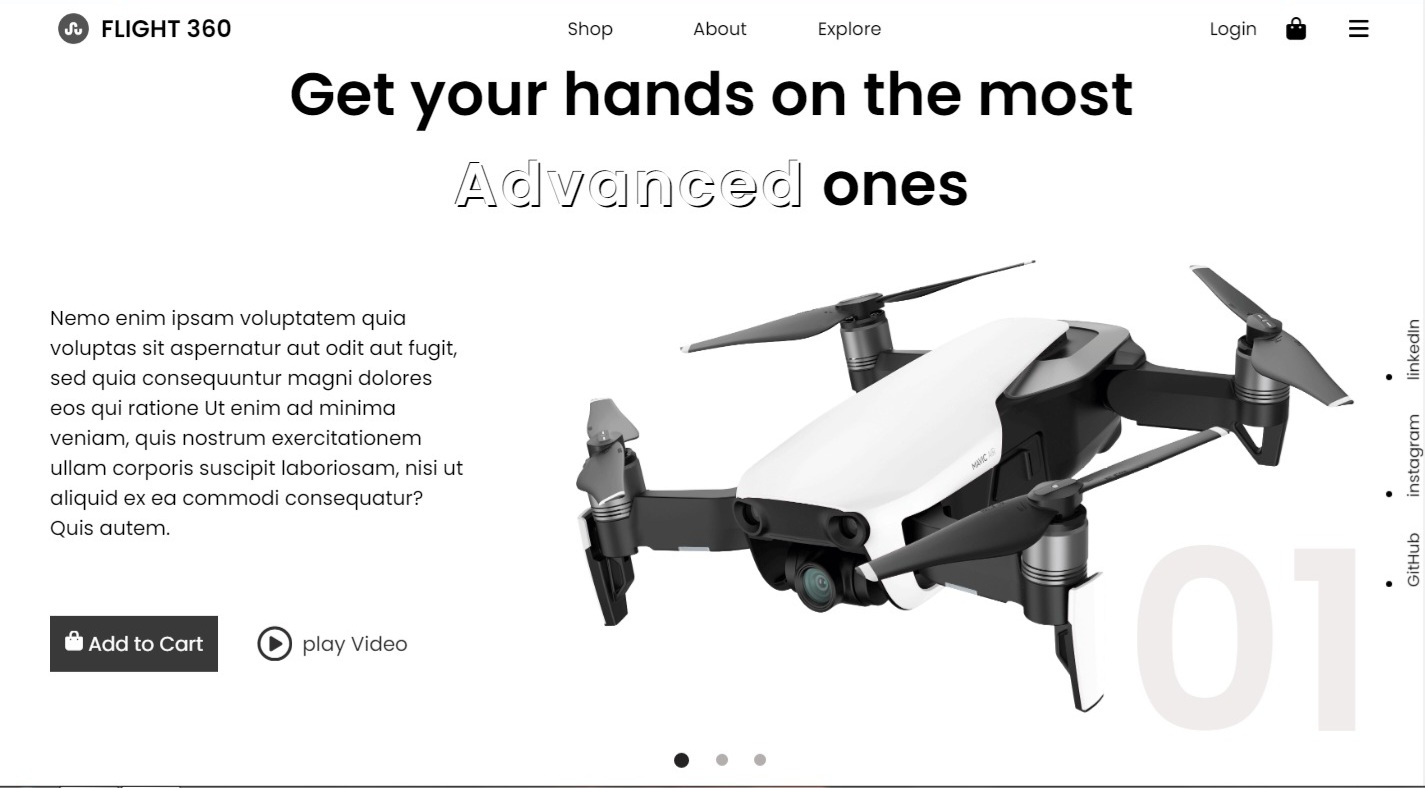 FLIGHT 360
Shop
About
Explore
Login
Get your hands on the most
Advanced ones
Nemo enim ipsam voluptatem quia
voluptas sit aspernatur aut odit aut fugit,
sed quia consequuntur magni dolores
eos qui ratione Ut enim ad minima
veniam, quis nostrum exercitationem
ullam corporis suscipit laboriosam, nisi ut
aliquid ex ea commodi consequatur?
Quis autem.
Add to Cart
play Video
MAVIC AIR
01
linkedIn
instagram
GitHub